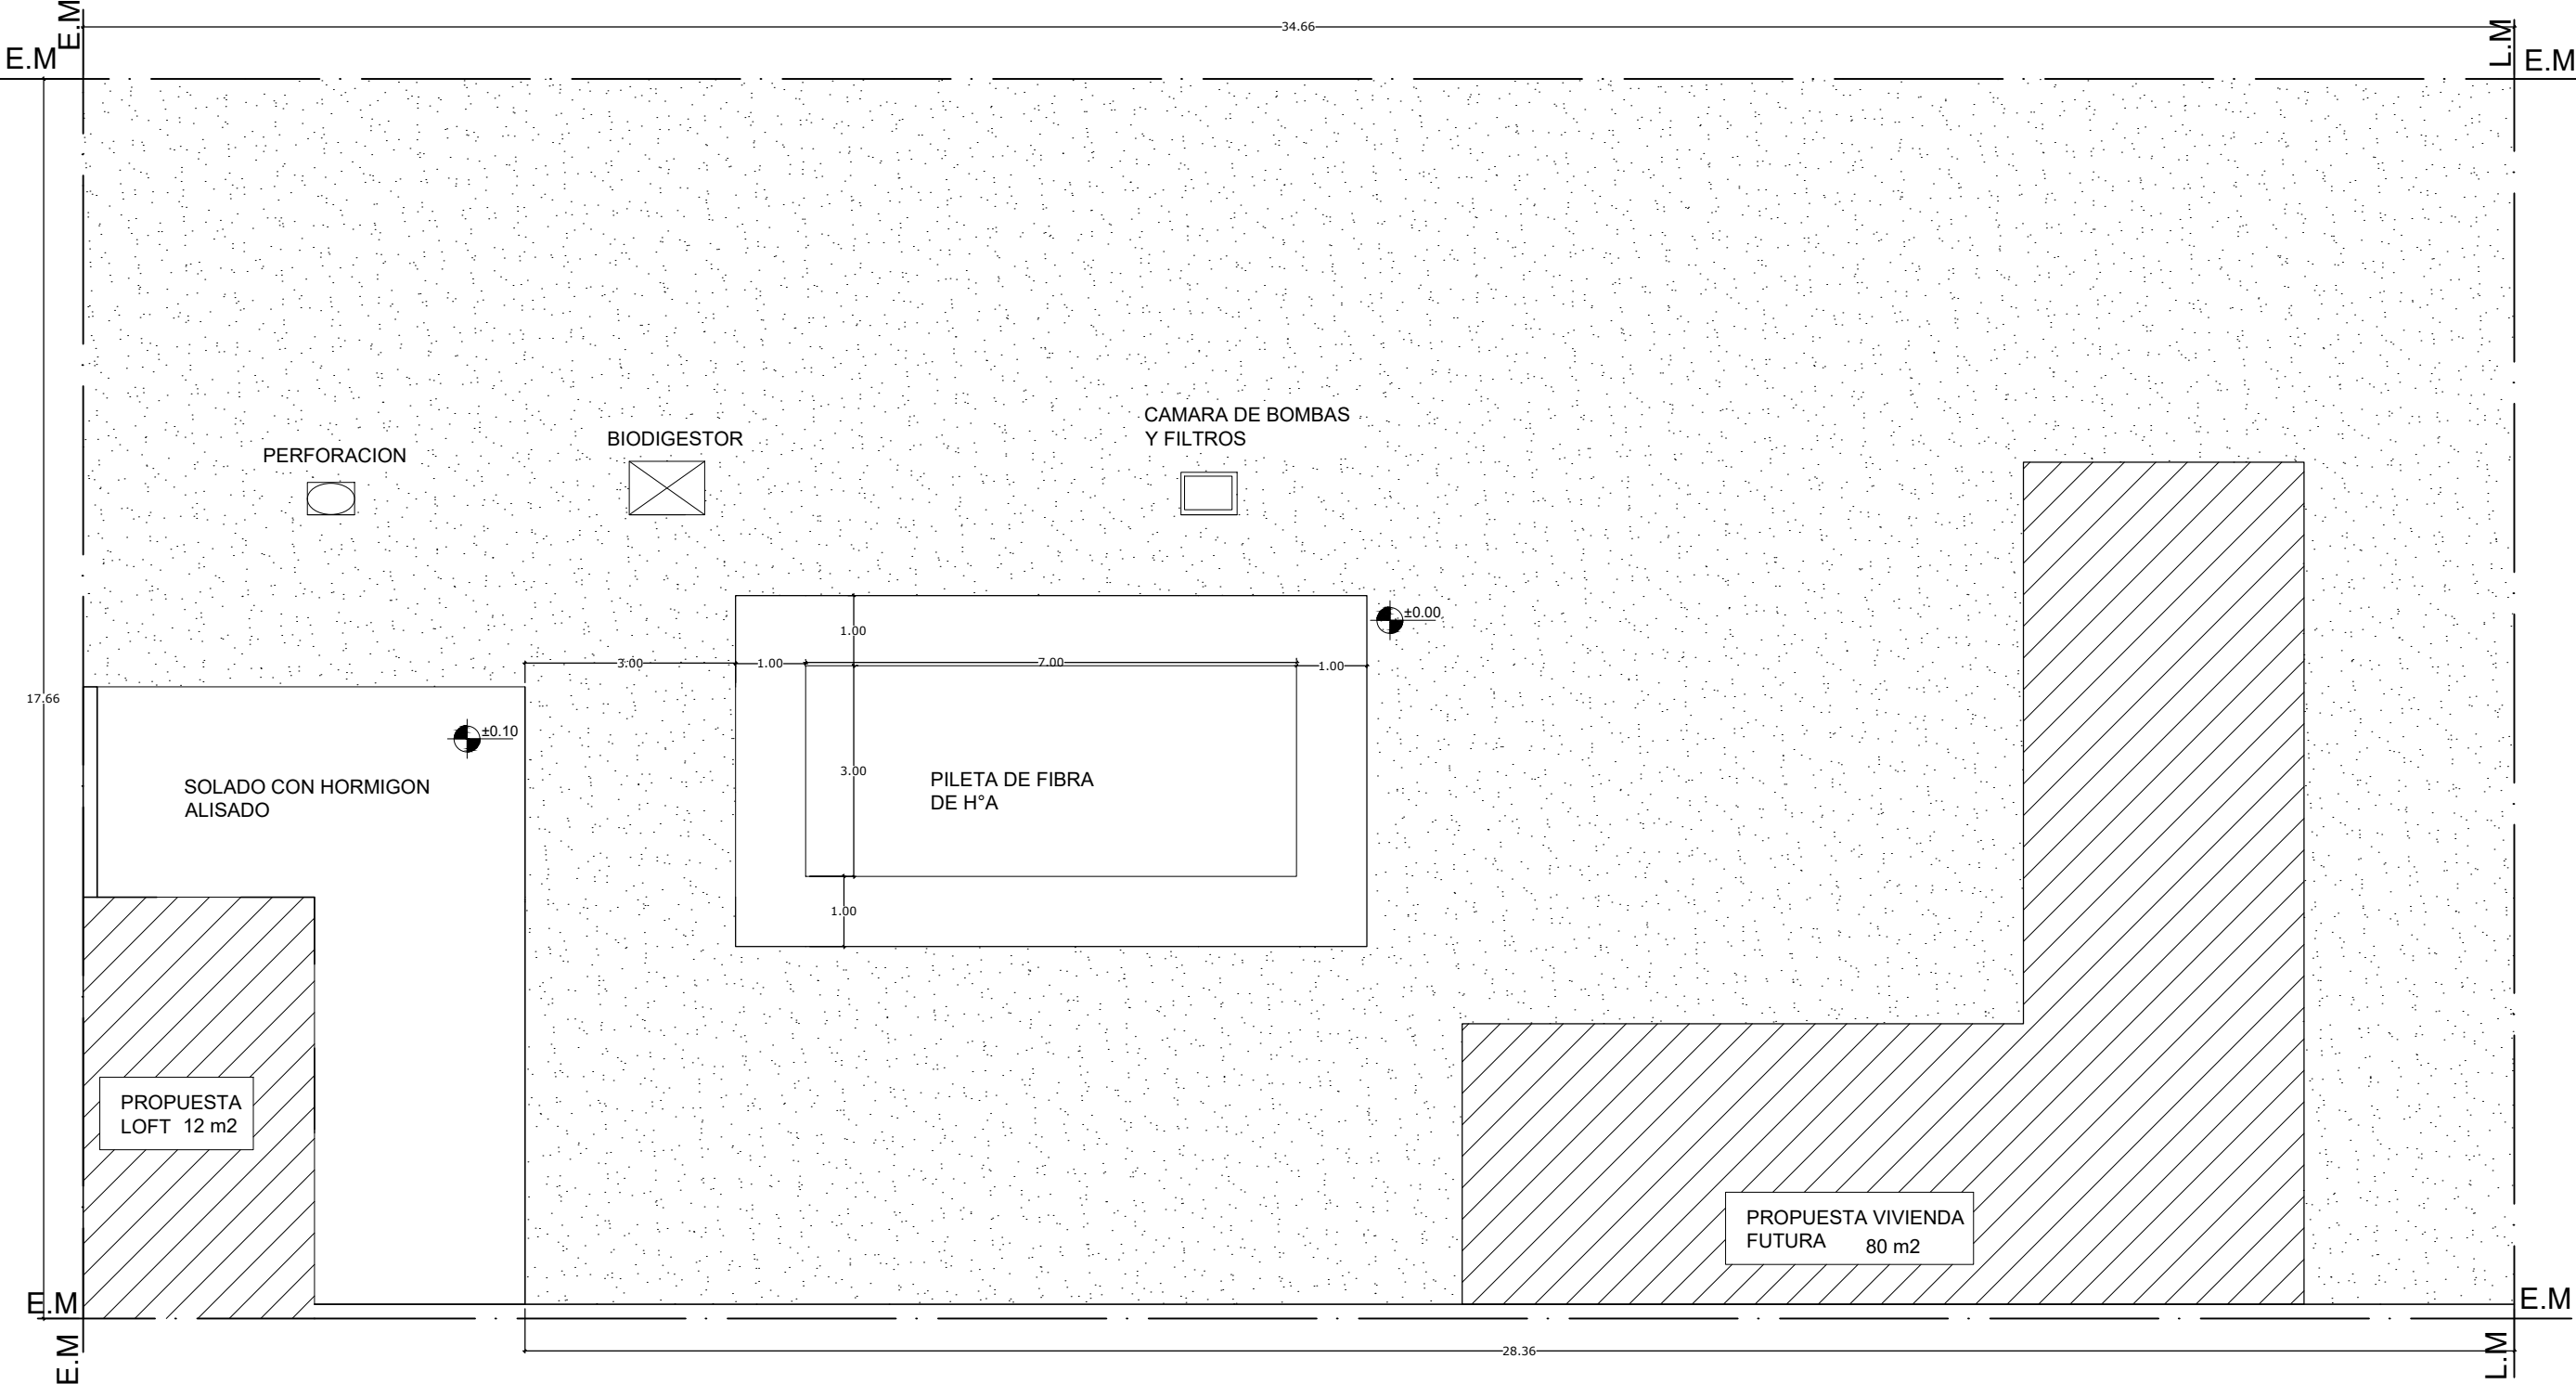 E.M
34.66
L.M
E.M
E.M
CAMARA DE BOMBAS
Y FILTROS
BIODIGESTOR
PERFORACION
±0.00
1.00
3.00
1.00
7.00
1.00
17.66
±0.10
3.00
PILETA DE FIBRA
DE H°A
SOLADO CON HORMIGON
ALISADO
1.00
PROPUESTA
LOFT 12 m2
PROPUESTA VIVIENDA
FUTURA 80 m2
E.M
E.M
E.M
28.36
L.M